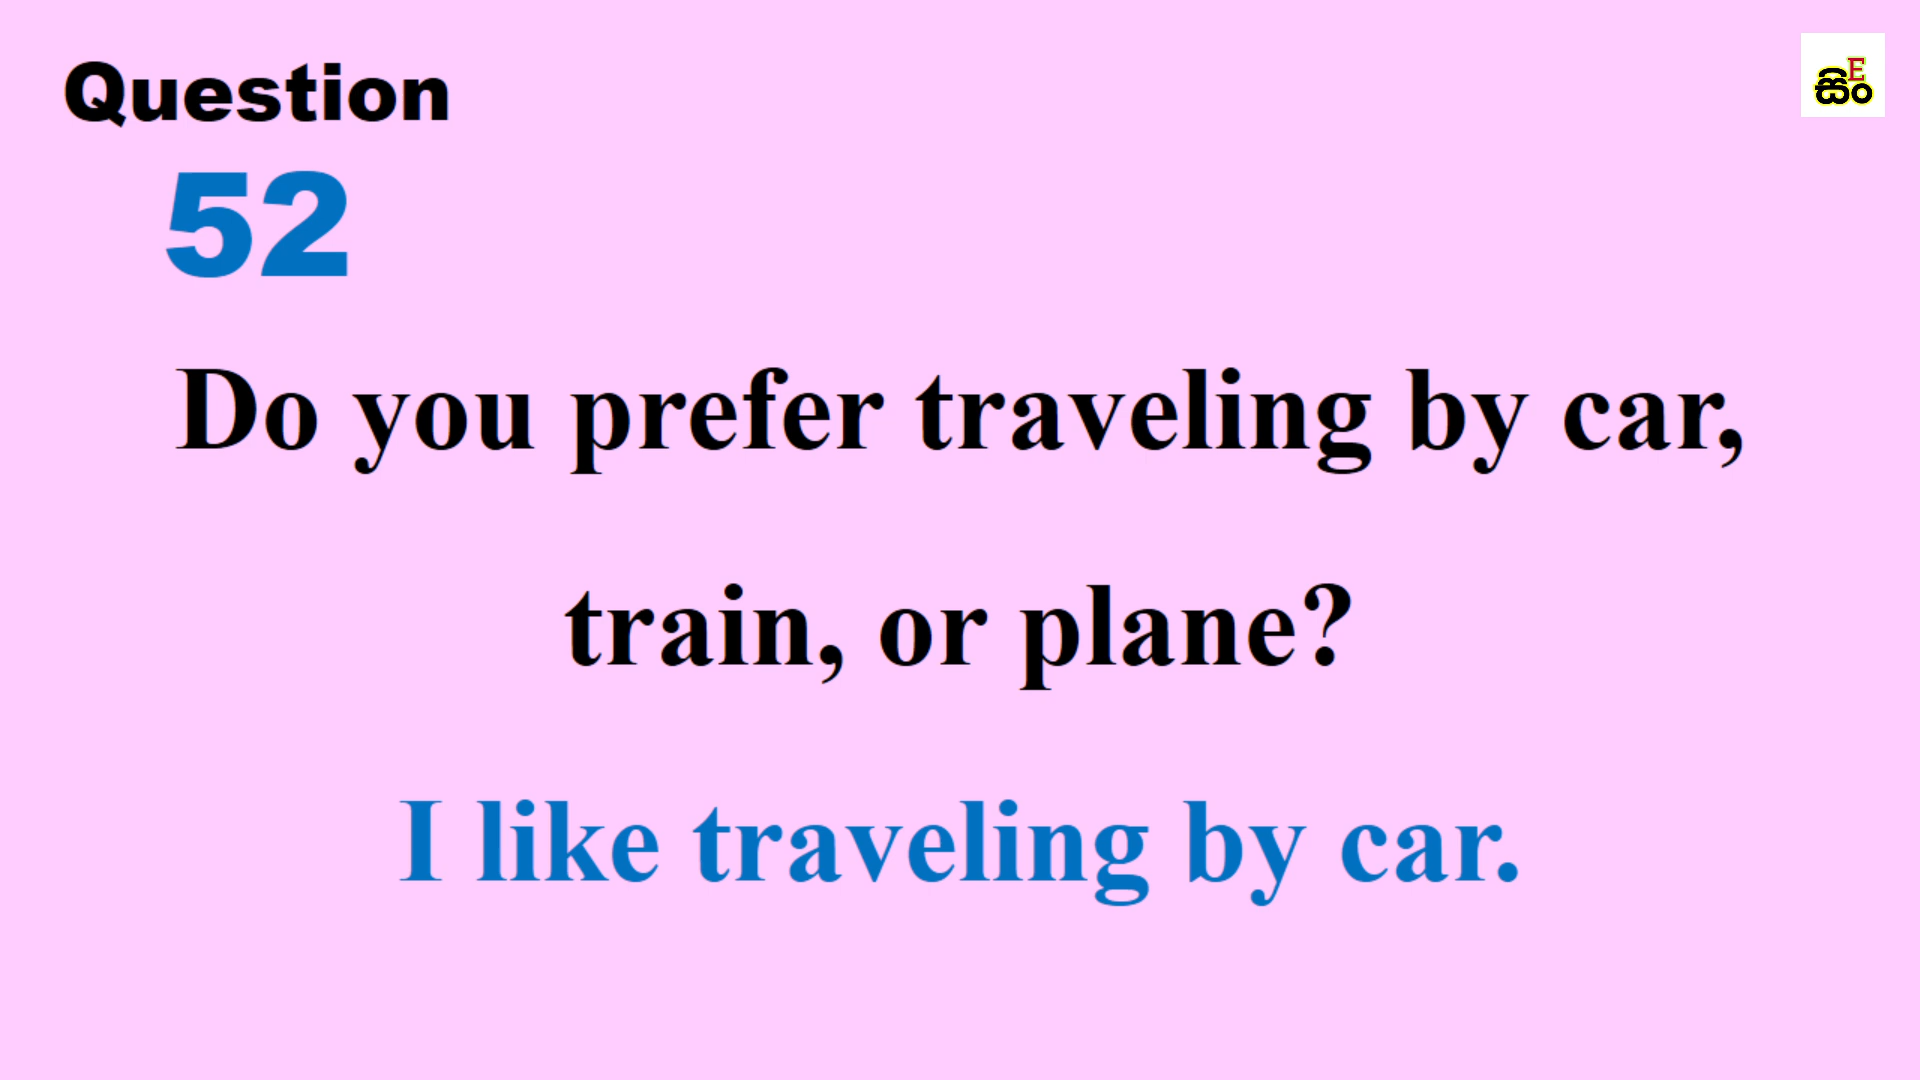 Question
52
E
සිං
Do you prefer traveling by car,
train, or plane?
I like traveling by car.